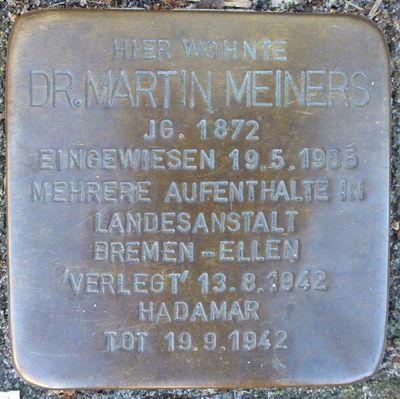 HIER WOHNTE
DR. MARTIN MEINERS
JG. 1872
EINGEWIESEN 19.5.1905
MEHRERE AUFENTHALTE IN
LANDESANSTALT
BREMEN-ELLEN
'VERLEGT' 13.8.1942
HADAMAR
TOT 19.9.1942